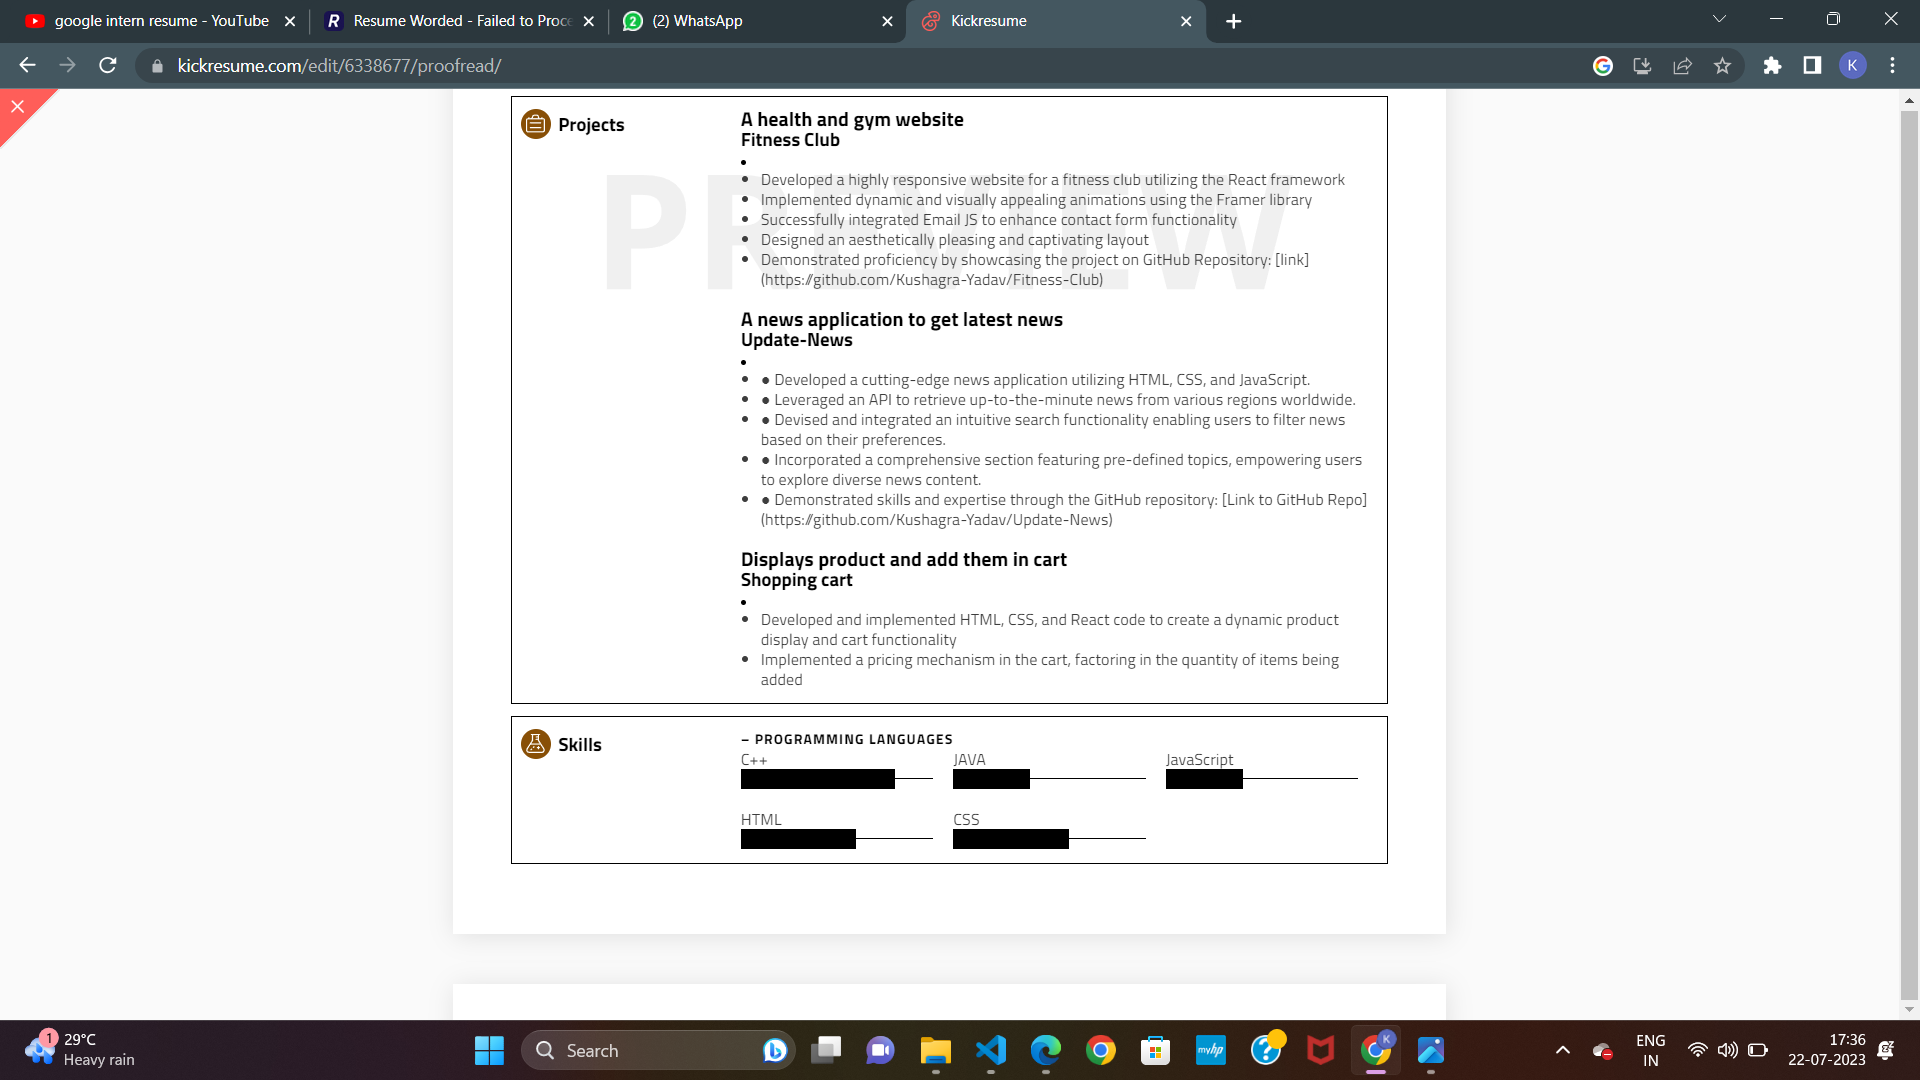 google intern resume - YouTube
Resume Worded - Failed to Proce
(2) WhatsApp
Kickresume
kickresume.com/edit/6338677/proofread/
K
Projects
A health and gym website
Fitness Club
PREVIEW
• Developed a highly responsive website for a fitness club utilizing the React framework
• Implemented dynamic and visually appealing animations using the Framer library
• Successfully integrated Email JS to enhance contact form functionality
• Designed an aesthetically pleasing and captivating layout
• Demonstrated proficiency by showcasing the project on GitHub Repository: [link]
(https://github.com/Kushagra-Yadav/Fitness-Club)
A news application to get latest news
Update-News
• ● Developed a cutting-edge news application utilizing HTML, CSS, and JavaScript.
• ● Leveraged an API to retrieve up-to-the-minute news from various regions worldwide.
• ● Devised and integrated an intuitive search functionality enabling users to filter news
based on their preferences.
• ● Incorporated a comprehensive section featuring pre-defined topics, empowering users
to explore diverse news content.
• ● Demonstrated skills and expertise through the GitHub repository: [Link to GitHub Repo]
(https://github.com/Kushagra-Yadav/Update-News)
Displays product and add them in cart
Shopping cart
• Developed and implemented HTML, CSS, and React code to create a dynamic product
display and cart functionality
• Implemented a pricing mechanism in the cart, factoring in the quantity of items being
added
Skills
– PROGRAMMING LANGUAGES
C++ JAVA JavaScript
HTML CSS
1
29°C
Heavy rain
Search
myhp
K
ENG
IN
17:36
22-07-2023